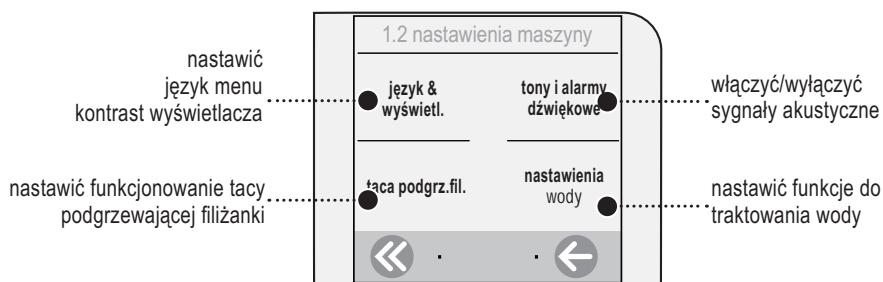 1.2 nastawienia maszyny
nastawić
język menu
kontrast wyświetlacza
język &
wyświetl.
tony i alarmy
dźwiękowe
włączyć/wyłączyć
sygnały akustyczne
nastawić funkcjonowanie tacy
podgrzewającej filiżanki
taca podgrz.fil.
nastawienia
wody
nastawić funkcje do
traktowania wody